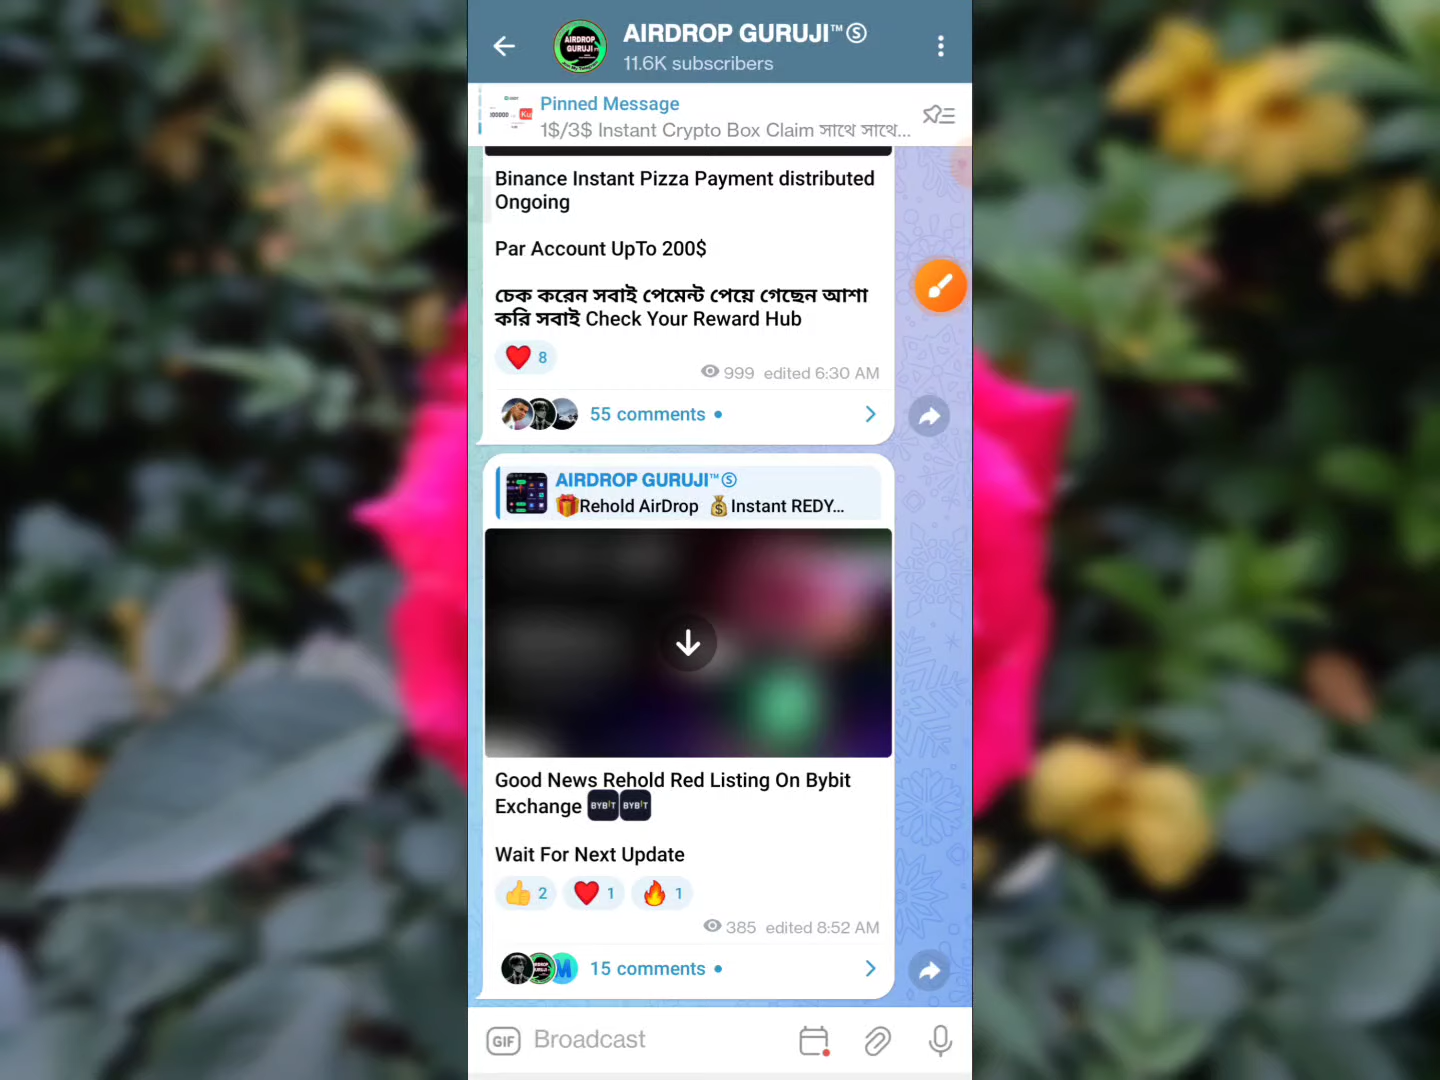 AIRDROP GURUJI™Ⓢ
11.6K subscribers
Pinned Message
1$/3$ Instant Crypto Box Claim সাথে সাথে...
Binance Instant Pizza Payment distributed
Ongoing
Par Account UpTo 200$
চেক করেন সবাই পেমেন্ট পেয়ে গেছেন আশা
করি সবাই Check Your Reward Hub
❤️ 8
999 edited 6:30 AM
55 comments
AIRDROP GURUJI™Ⓢ
🎁Rehold AirDrop 💰Instant REDY...
Good News Rehold Red Listing On Bybit
Exchange BYBIT BYBIT
Wait For Next Update
👍 2 ❤️ 1 🔥 1
385 edited 8:52 AM
15 comments
GIF Broadcast